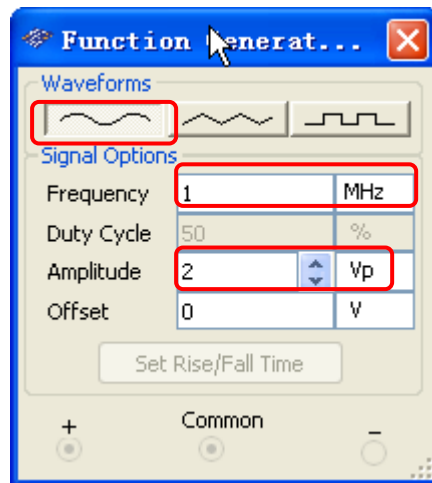 Function Generat...
Waveforms
Signal Options
Frequency 1 MHz
Duty Cycle 50 %
Amplitude 2 Vp
Offset 0 V
Set Rise/Fall Time
+ Common −